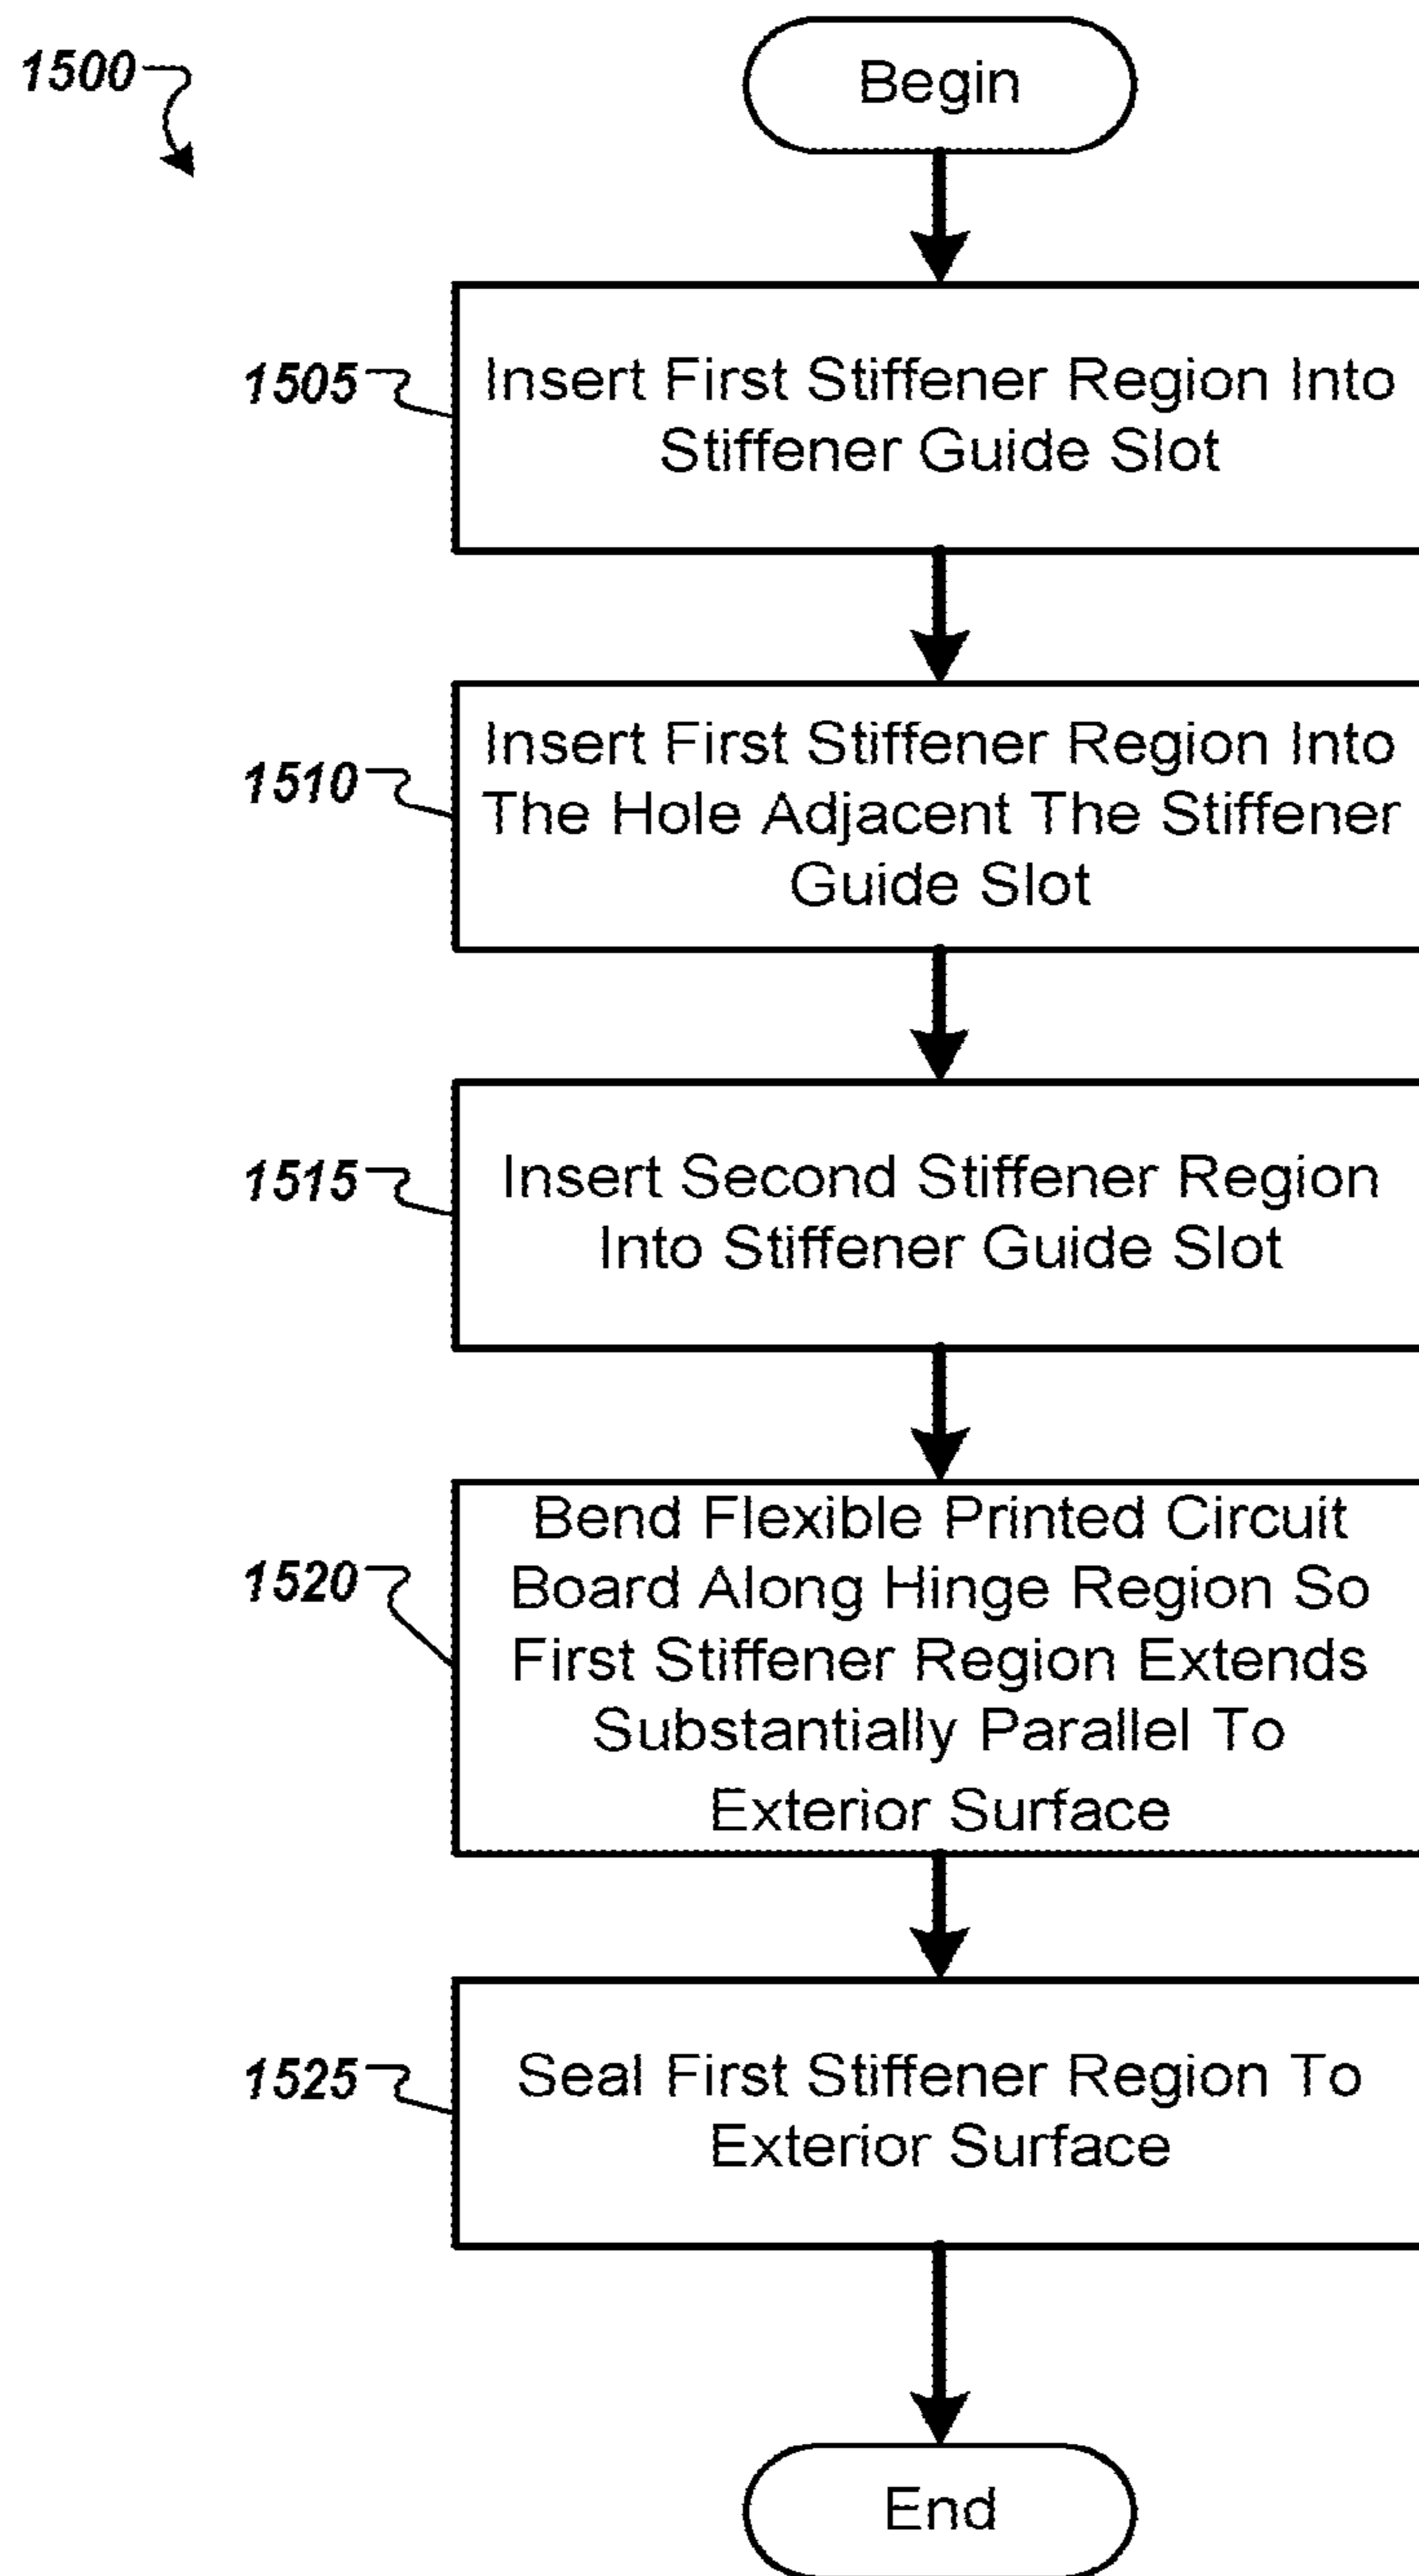 1500
Begin
1505
Insert First Stiffener Region Into
Stiffener Guide Slot
1510
Insert First Stiffener Region Into
The Hole Adjacent The Stiffener
Guide Slot
1515
Insert Second Stiffener Region
Into Stiffener Guide Slot
1520
Bend Flexible Printed Circuit
Board Along Hinge Region So
First Stiffener Region Extends
Substantially Parallel To
Exterior Surface
1525
Seal First Stiffener Region To
Exterior Surface
End